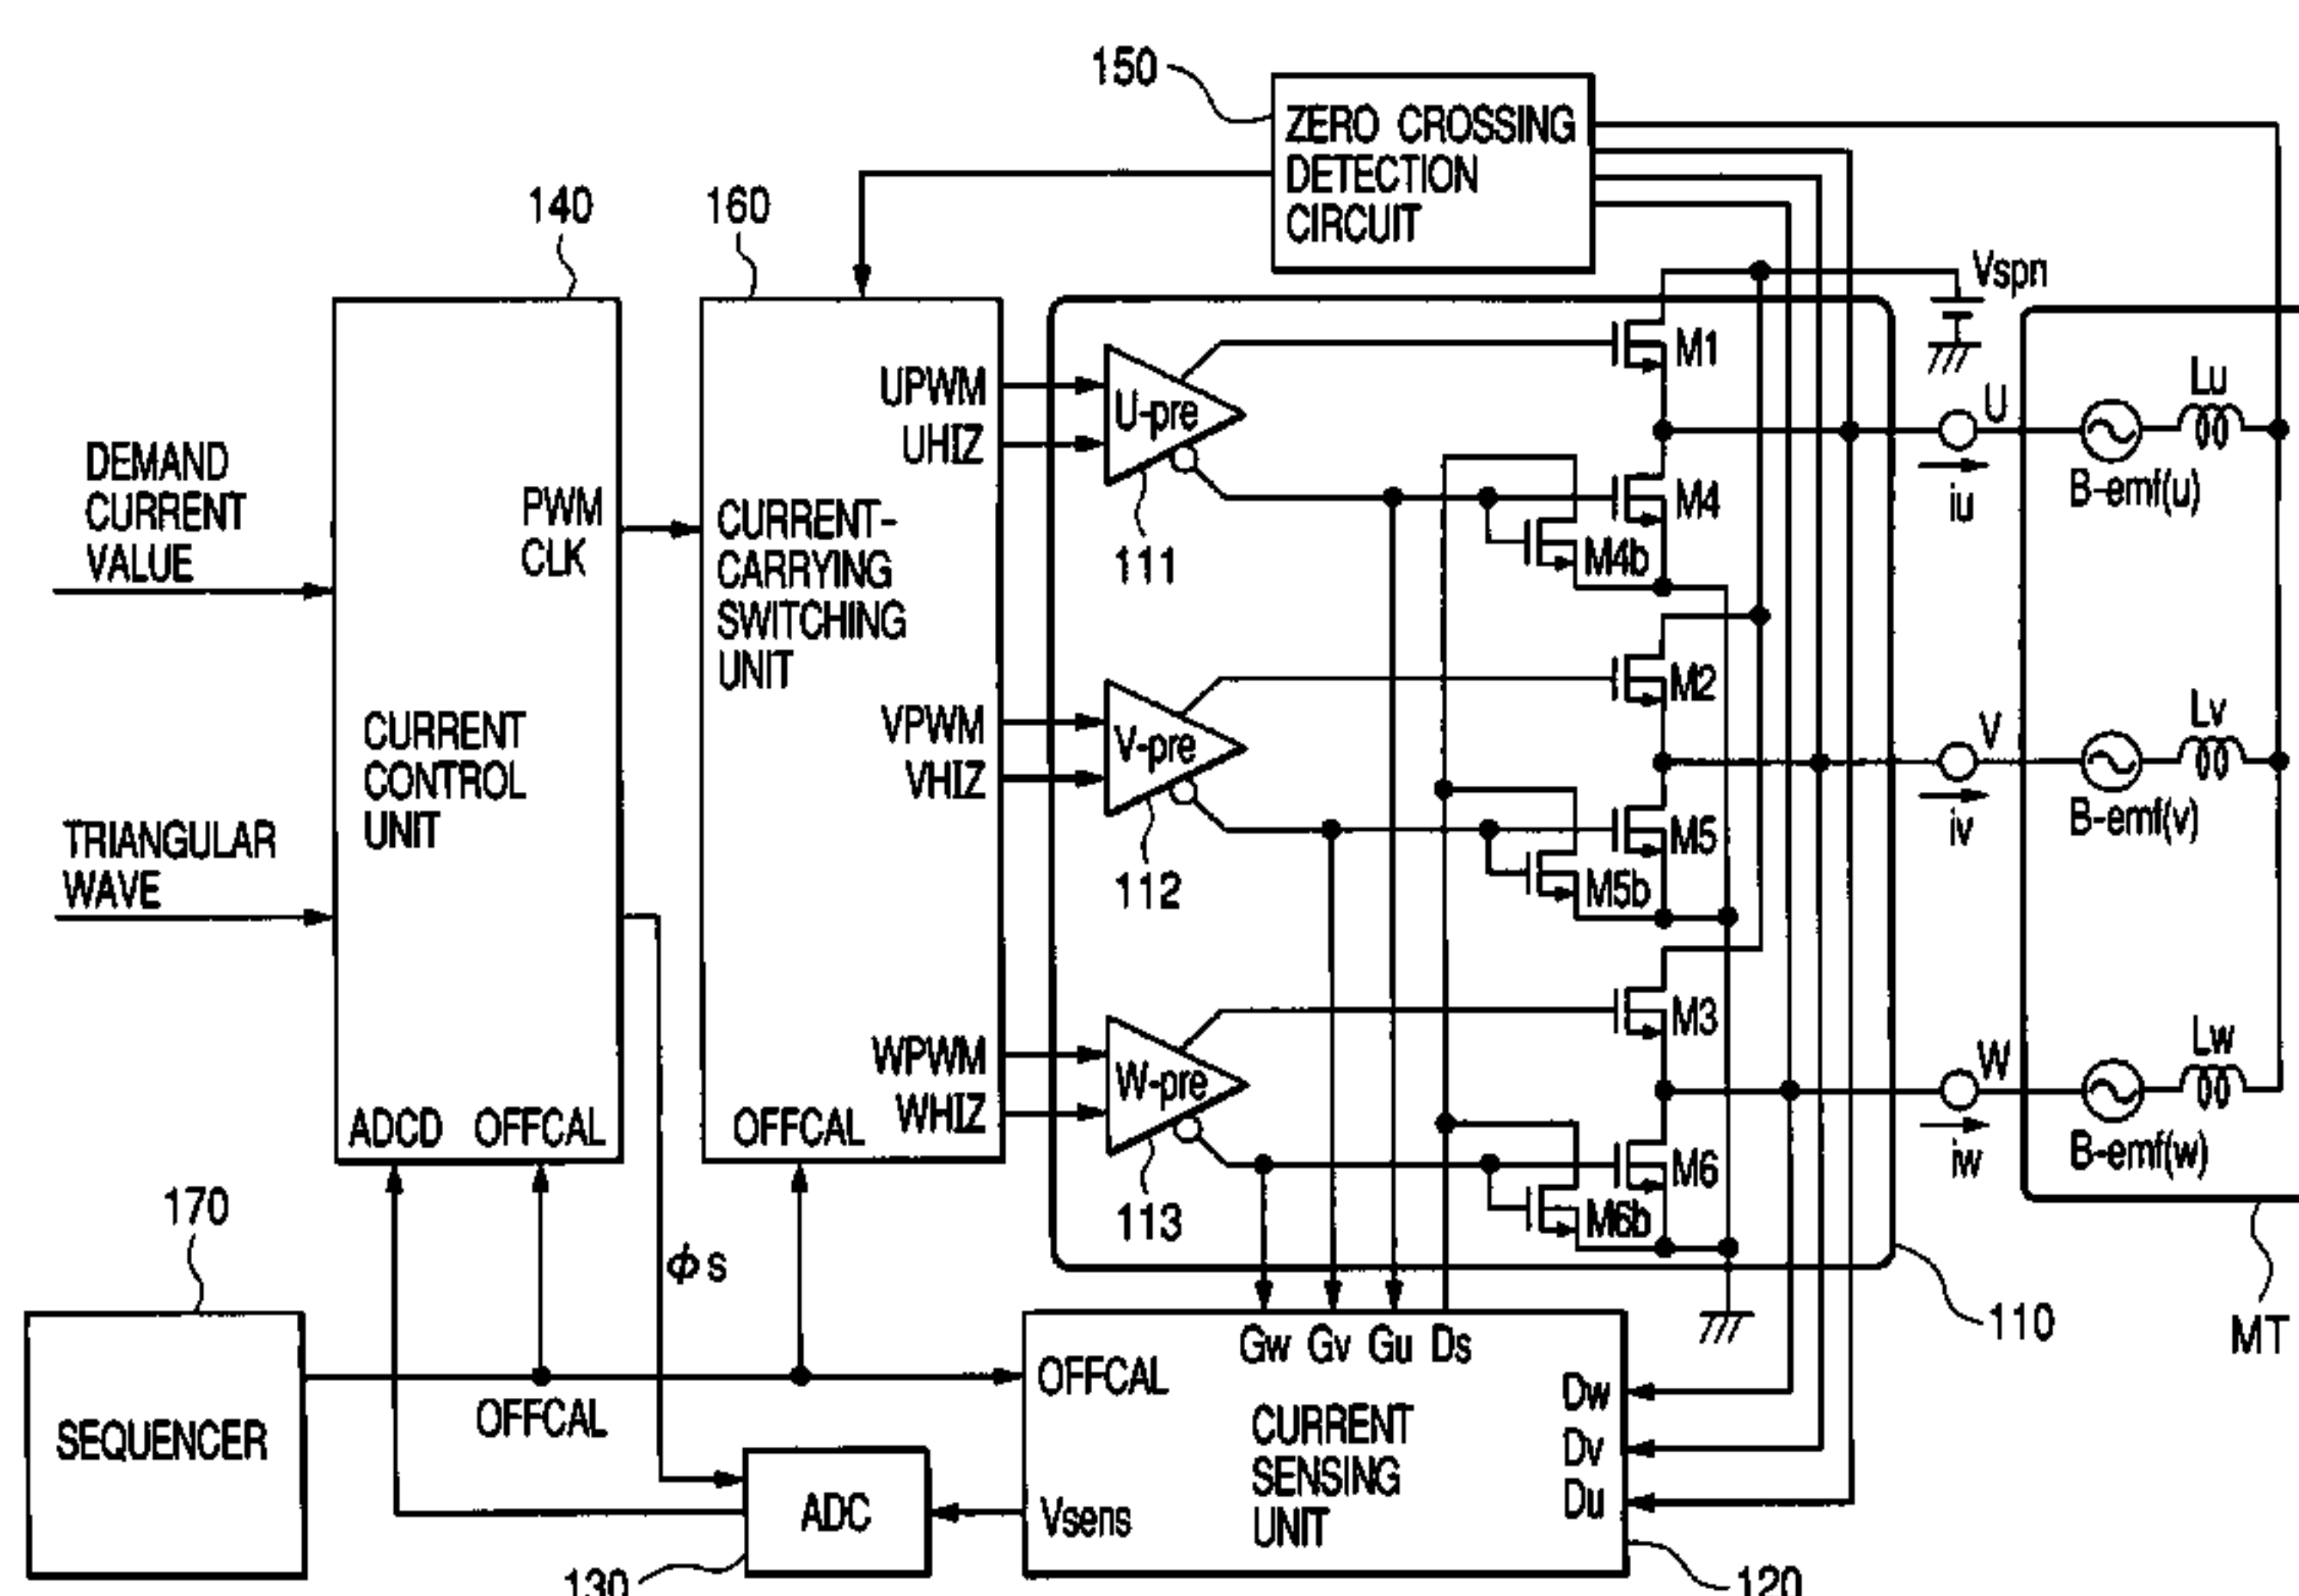 150
ZERO CROSSING
DETECTION
CIRCUIT
140
160
Vspn
DEMAND
CURRENT
VALUE
PWM
CLK
CURRENT-
CARRYING
SWITCHING
UNIT
UPWM
UHIZ
U-pre
111
M1
M4
M4b
U
iu
Lu
B-emf(u)
CURRENT
CONTROL
UNIT
TRIANGULAR
WAVE
VPWM
VHIZ
V-pre
112
M2
M5
M5b
V
iv
Lv
B-emf(v)
WPWM
WHIZ
W-pre
113
M3
M6
M6b
W
iw
Lw
B-emf(w)
ADCD
OFFCAL
OFFCAL
170
ϕs
110
MT
SEQUENCER
OFFCAL
OFFCAL
Gw
Gv
Gu
Ds
Dw
Dv
Du
CURRENT
SENSING
UNIT
Vsens
ADC
130
120